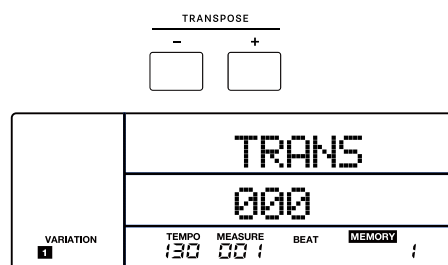 TRANSPOSE
– +
TRANS
000
VARIATION TEMPO MEASURE BEAT MEMORY
1 130 001 1